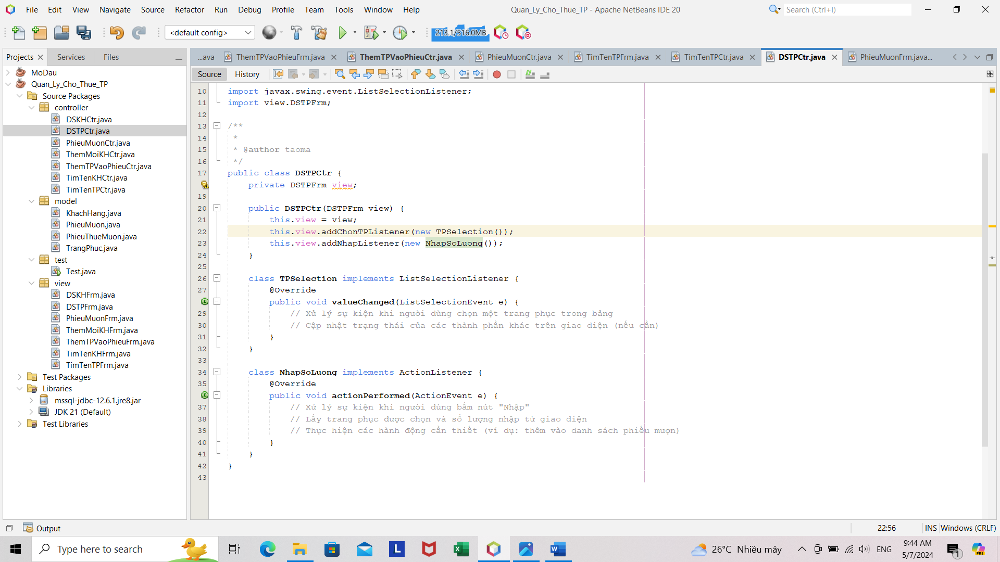 File Edit View Navigate Source Refactor Run Debug Profile Team Tools Window Help
Quan_Ly_Cho_Thue_TP - Apache NetBeans IDE 20
Search (Ctrl+I)
<default config>
213.1/516.0MB
Projects Services Files
...ava ThemTPVaoPhieuFrm.java ThemTPVaoPhieuCtr.java PhieuMuonCtr.java TimTenTPFrm.java TimTenTPCtr.java DSTPCtr.java PhieuMuonFrm.java...
Source History
MoDau
Quan_Ly_Cho_Thue_TP
Source Packages
controller
DSKHCtr.java
DSTPCtr.java
PhieuMuonCtr.java
ThemMoiKHCtr.java
ThemTPVaoPhieuCtr.java
TimTenKHCtr.java
TimTenTPCtr.java
model
KhachHang.java
PhieuMuon.java
PhieuThueMuon.java
TrangPhuc.java
test
Test.java
view
DSKHFrm.java
DSTPFrm.java
PhieuMuonFrm.java
ThemMoiKHFrm.java
ThemTPVaoPhieuFrm.java
TimTenKHFrm.java
TimTenTPFrm.java
Test Packages
Libraries
mssql-jdbc-12.6.1.jre8.jar
JDK 21 (Default)
Test Libraries
10 import javax.swing.event.ListSelectionListener;
11 import view.DSTPFrm;
12
13 /**
14 *
15 * @author taoma
16 */
17 public class DSTPCtr {
private DSTPFrm view;
19
20 public DSTPCtr(DSTPFrm view) {
21 this.view = view;
22 this.view.addChonTPListener(new TPSelection());
23 this.view.addNhapListener(new NhapSoLuong());
24 }
25
26 class TPSelection implements ListSelectionListener {
27 @Override
public void valueChanged(ListSelectionEvent e) {
29 // Xử lý sự kiện khi người dùng chọn một trang phục trong bảng
30 // Cập nhật trạng thái của các thành phần khác trên giao diện (nếu cần)
31 }
32 }
33
34 class NhapSoLuong implements ActionListener {
35 @Override
public void actionPerformed(ActionEvent e) {
37 // Xử lý sự kiện khi người dùng bấm nút "Nhập"
38 // Lấy trang phục được chọn và số lượng nhập từ giao diện
39 // Thực hiện các hành động cần thiết (ví dụ: thêm vào danh sách phiếu mượn)
40 }
41 }
42 }
43
Output
22:56 INS Windows (CRLF)
Type here to search
26°C Nhiều mây
ENG
9:44 AM
5/7/2024
1
PRE